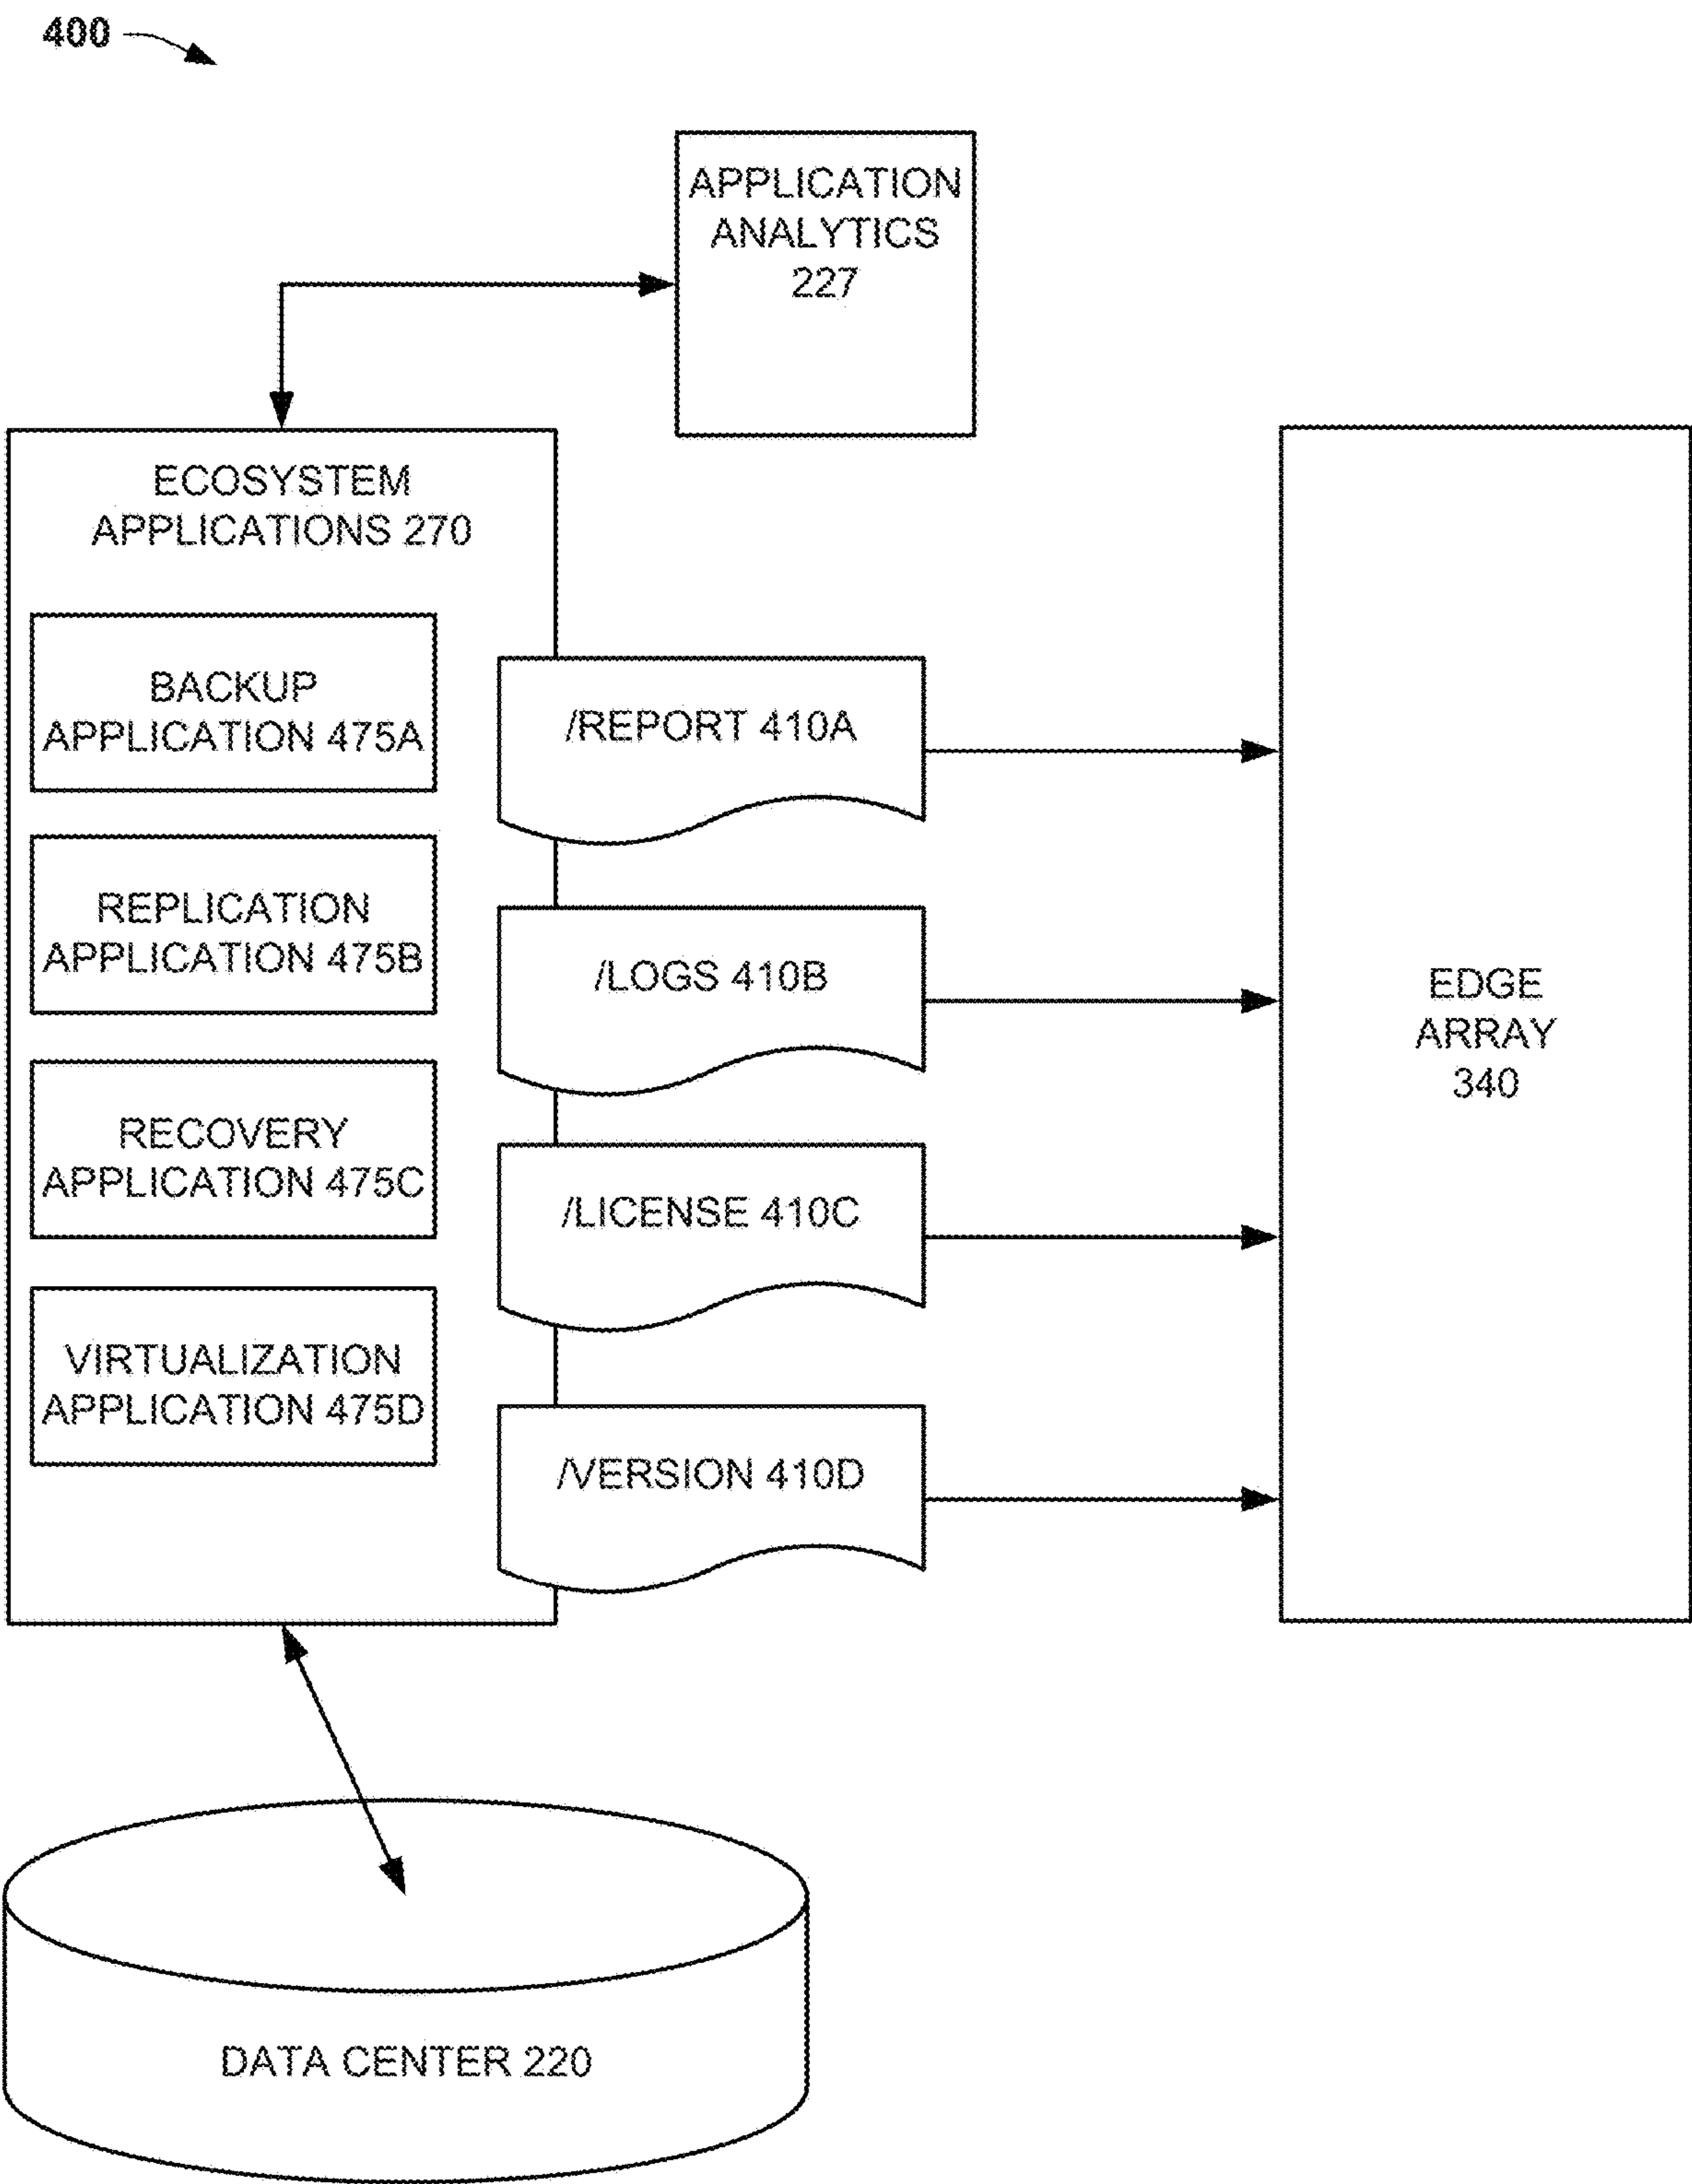 400
APPLICATION
ANALYTICS
227
ECOSYSTEM
APPLICATIONS 270
BACKUP
APPLICATION 475A
REPLICATION
APPLICATION 475B
RECOVERY
APPLICATION 475C
VIRTUALIZATION
APPLICATION 475D
/REPORT 410A
/LOGS 410B
/LICENSE 410C
/VERSION 410D
EDGE
ARRAY
340
DATA CENTER 220